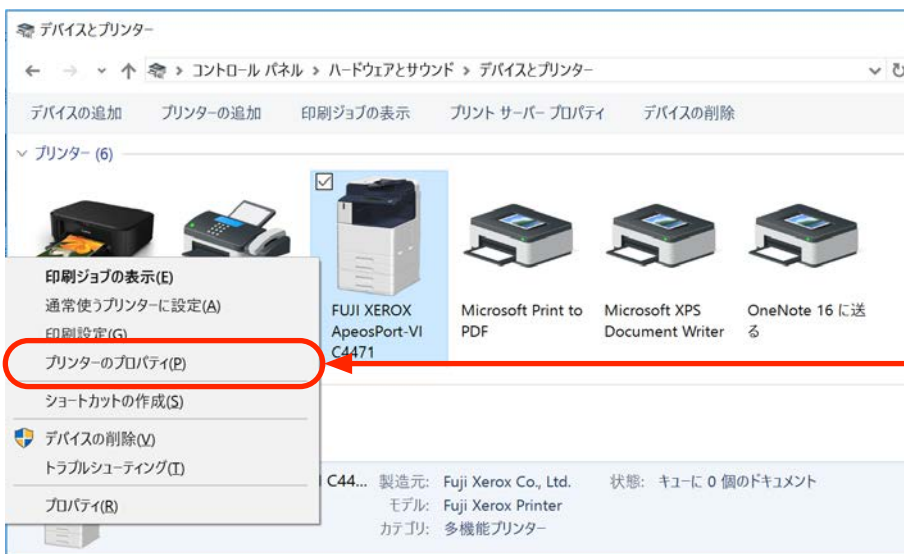 デバイスとプリンター
コントロール パネル > ハードウェアとサウンド > デバイスとプリンター
デバイスの追加 プリンターの追加 印刷ジョブの表示 プリント サーバー プロパティ デバイスの削除
プリンター (6)
FUJI XEROX
ApeosPort-VI
C4471
Microsoft Print to
PDF
Microsoft XPS
Document Writer
OneNote 16 に送
る
印刷ジョブの表示(E)
通常使うプリンターに設定(A)
印刷設定(G)
プリンターのプロパティ(P)
ショートカットの作成(S)
デバイスの削除(V)
トラブルシューティング(T)
プロパティ(R)
C44... 製造元: Fuji Xerox Co., Ltd. 状態: キューに 0 個のドキュメント
モデル: Fuji Xerox Printer
カテゴリ: 多機能プリンター